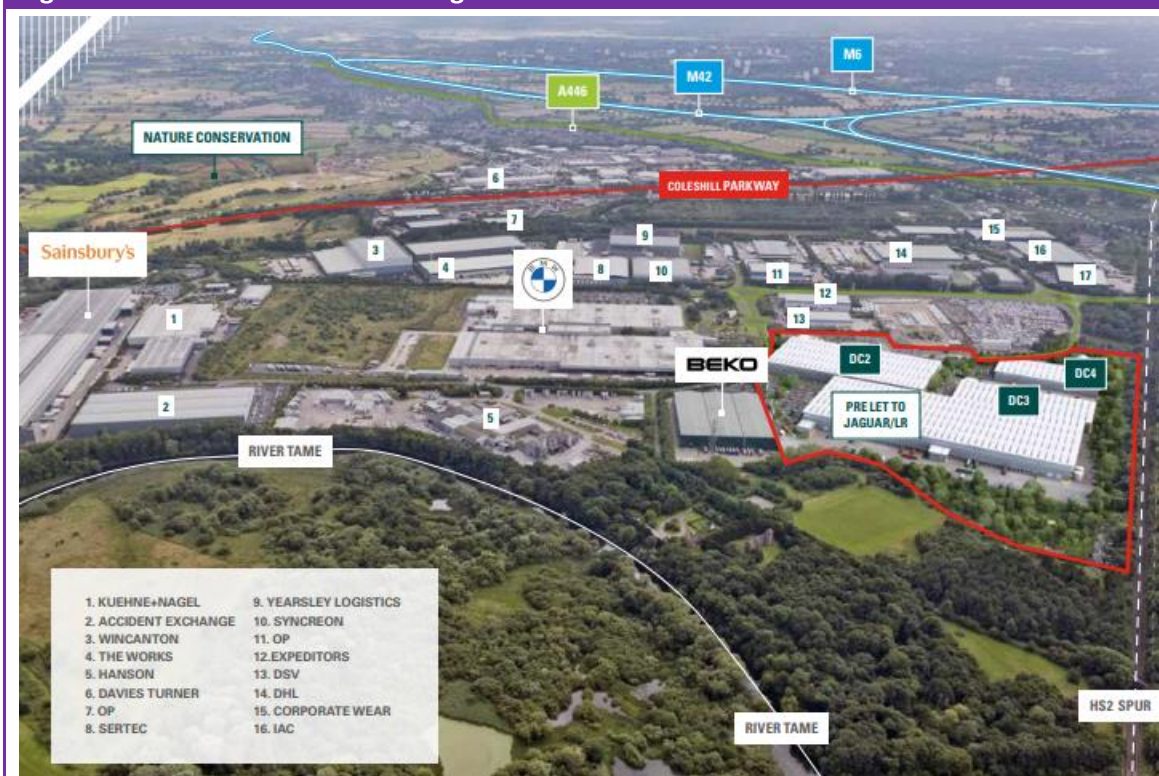 M6
M42
A446
NATURE CONSERVATION
6
COLESHILL PARKWAY
7
15
Sainsbury's
3
9
14
16
4
BMW
8
10
11
17
12
1
13
BEKO
DC2
DC4
DC3
2
PRE LET TO
JAGUAR/LR
5
RIVER TAME
1. KUEHNE+NAGEL
2. ACCIDENT EXCHANGE
3. WINCANTON
4. THE WORKS
5. HANSON
6. DAVIES TURNER
7. OP
8. SERTEC
9. YEARSLEY LOGISTICS
10. SYNCREON
11. OP
12.EXPEDITORS
13. DSV
14. DHL
15. CORPORATE WEAR
16. IAC
HS2 SPUR
RIVER TAME